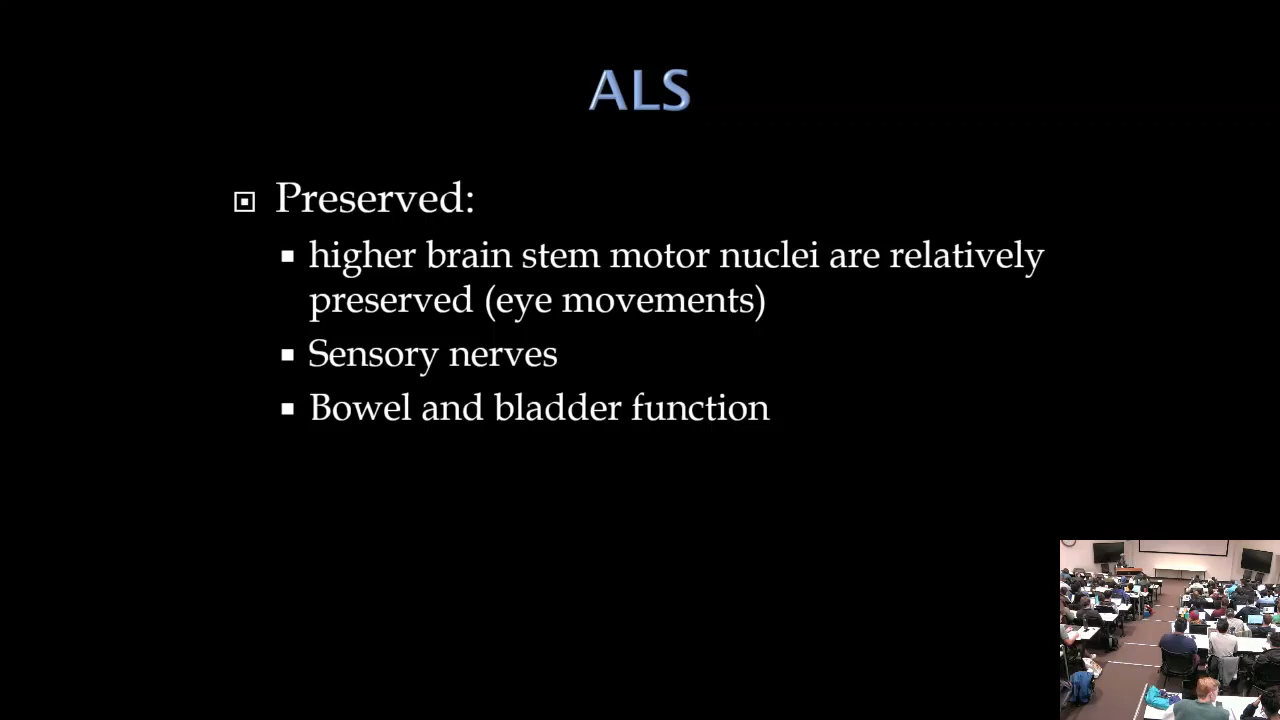 ALS
Preserved:
higher brain stem motor nuclei are relatively
preserved (eye movements)
Sensory nerves
Bowel and bladder function